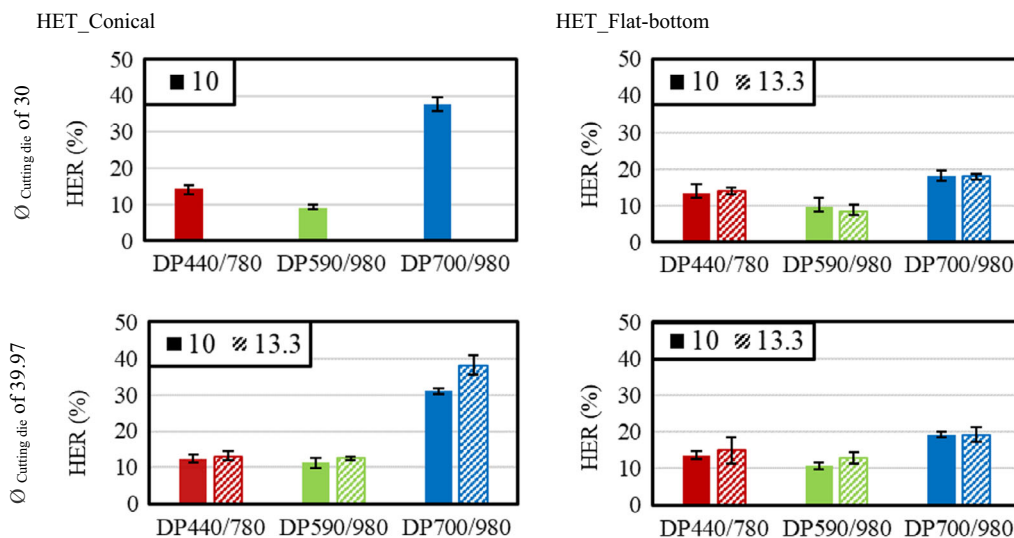 HET_Conical
HET_Flat-bottom
Ø Cutting die of 30
HER (%)
50
40
30
20
10
0
10
DP440/780 DP590/980 DP700/980
HER (%)
50
40
30
20
10
0
10 13.3
DP440/780 DP590/980 DP700/980
Ø Cutting die of 39.97
HER (%)
50
40
30
20
10
0
10 13.3
DP440/780 DP590/980 DP700/980
HER (%)
50
40
30
20
10
0
10 13.3
DP440/780 DP590/980 DP700/980